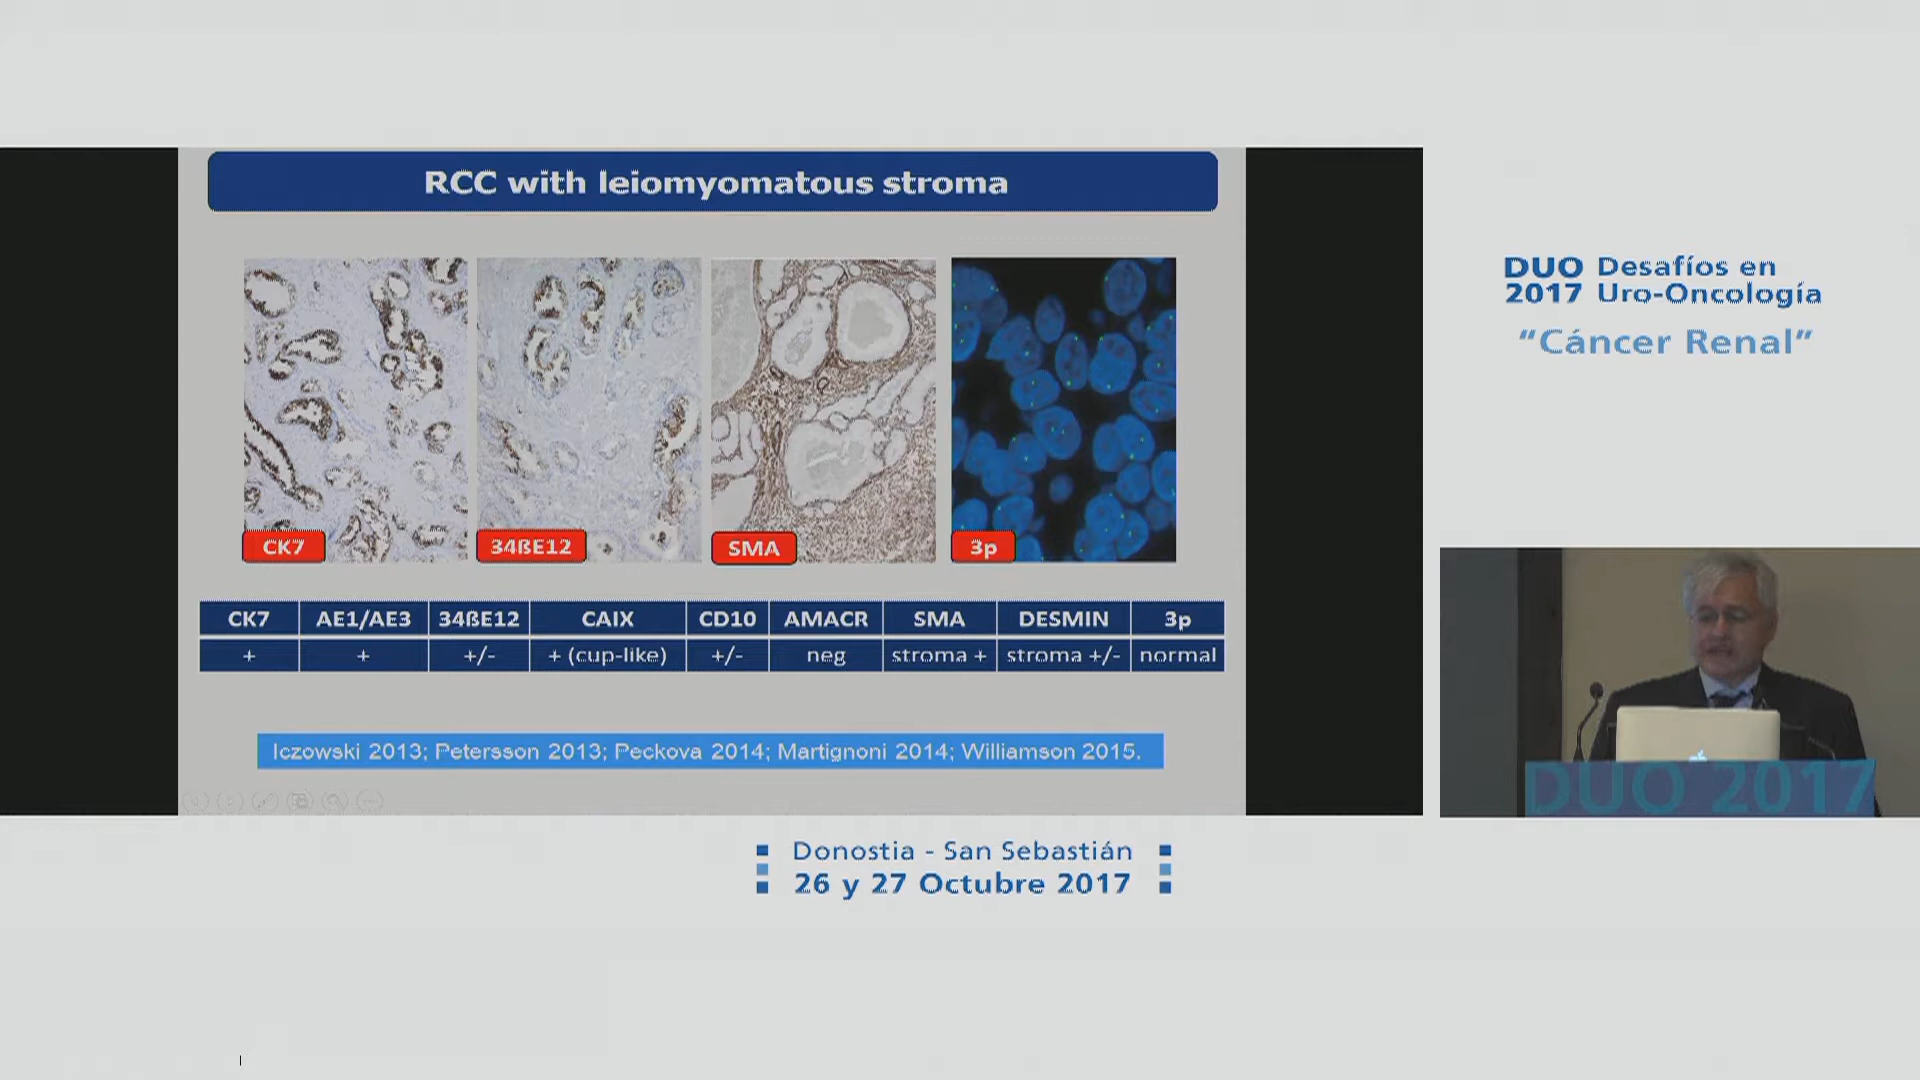 RCC with leiomyomatous stroma
CK7
34ßE12
SMA
3p
CK7 AE1/AE3 34ßE12 CAIX CD10 AMACR SMA DESMIN 3p
+ + +/- + (cup-like) +/- neg stroma + stroma +/- normal
Iczowski 2013; Petersson 2013; Peckova 2014; Martignoni 2014; Williamson 2015.
DUO Desafíos en
2017 Uro-Oncología
“Cáncer Renal”
DUO 2017
Donostia - San Sebastián
26 y 27 Octubre 2017